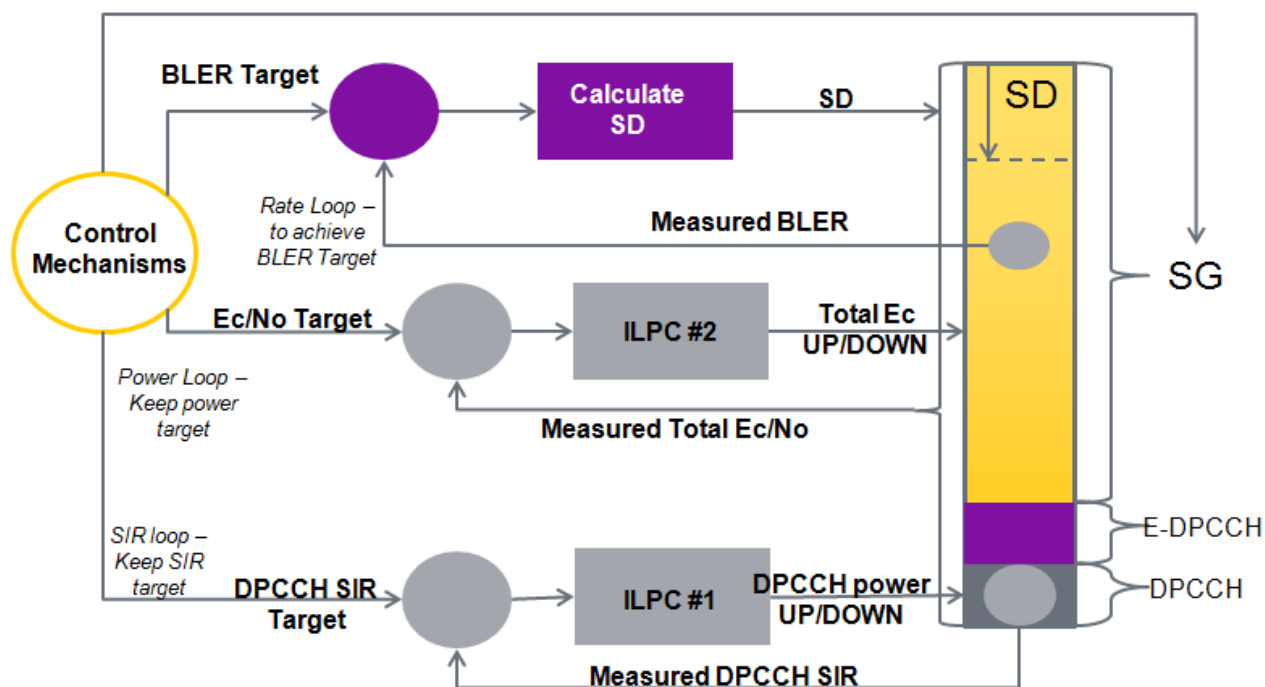 BLER Target
Calculate
SD
SD
SD
Rate Loop –
to achieve
BLER Target
Measured BLER
Control
Mechanisms
SG
Ec/No Target
ILPC #2
Total Ec
UP/DOWN
Power Loop –
Keep power
target
Measured Total Ec/No
E-DPCCH
SIR loop –
Keep SIR
target
DPCCH SIR
Target
ILPC #1
DPCCH power
UP/DOWN
DPCCH
Measured DPCCH SIR